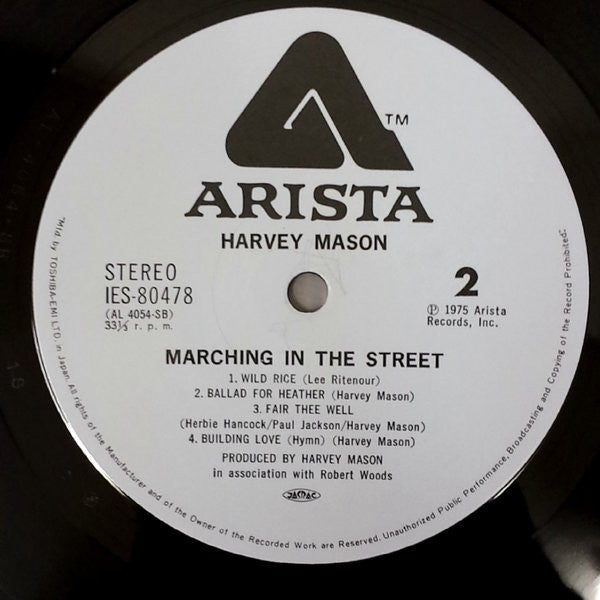 TM
ARISTA
HARVEY MASON
STEREO
IES-80478
(AL 4054-SB)
33⅓ r. p. m.
2
Ⓟ 1975 Arista
Records, Inc.
MARCHING IN THE STREET
1. WILD RICE (Lee Ritenour)
2. BALLAD FOR HEATHER (Harvey Mason)
3. FAIR THEE WELL
(Herbie Hancock/Paul Jackson/Harvey Mason)
4. BUILDING LOVE (Hymn) (Harvey Mason)
PRODUCED BY HARVEY MASON
in association with Robert Woods
JASRAC
"Mfd. by TOSHIBA-EMI LTD. in Japan. All rights of the Manufacturer and of the Owner of the Recorded Work are Reserved. Unauthorized Public Performance, Broadcasting and Copying of the Record Prohibited."